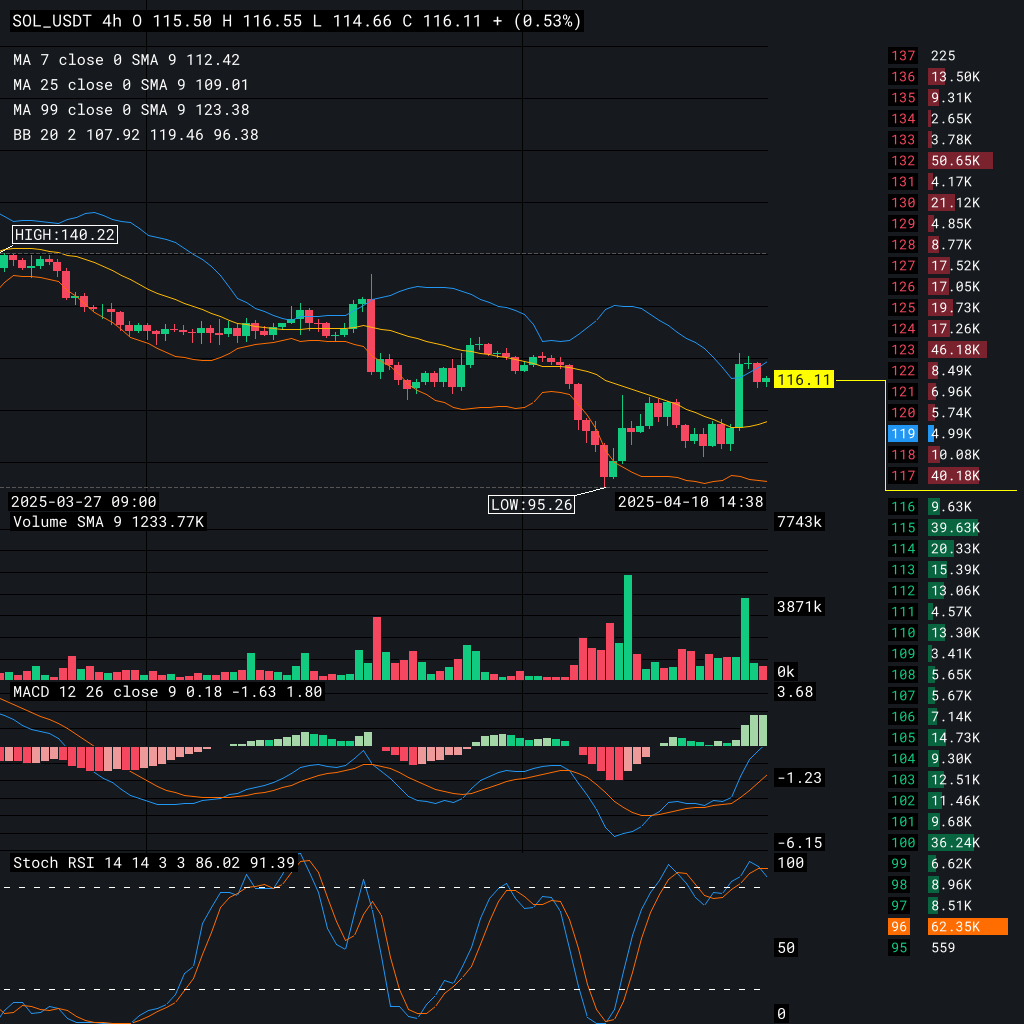 SOL_USDT 4h O 115.50 H 116.55 L 114.66 C 116.11 + (0.53%)
MA 7 close 0 SMA 9 112.42
MA 25 close 0 SMA 9 109.01
MA 99 close 0 SMA 9 123.38
BB 20 2 107.92 119.46 96.38
HIGH:140.22
116.11
LOW:95.26
2025-03-27 09:00
2025-04-10 14:38
Volume SMA 9 1233.77K
7743k
3871k
0k
MACD 12 26 close 9 0.18 -1.63 1.80
3.68
-1.23
-6.15
Stoch RSI 14 14 3 3 86.02 91.39
100
50
0
137 225
136 13.50K
135 9.31K
134 2.65K
133 3.78K
132 50.65K
131 4.17K
130 21.12K
129 4.85K
128 8.77K
127 17.52K
126 17.05K
125 19.73K
124 17.26K
123 46.18K
122 8.49K
121 6.96K
120 5.74K
119 4.99K
118 10.08K
117 40.18K
116 9.63K
115 39.63K
114 20.33K
113 15.39K
112 13.06K
111 4.57K
110 13.30K
109 3.41K
108 5.65K
107 5.67K
106 7.14K
105 14.73K
104 9.30K
103 12.51K
102 11.46K
101 9.68K
100 36.24K
99 6.62K
98 8.96K
97 8.51K
96 62.35K
95 559